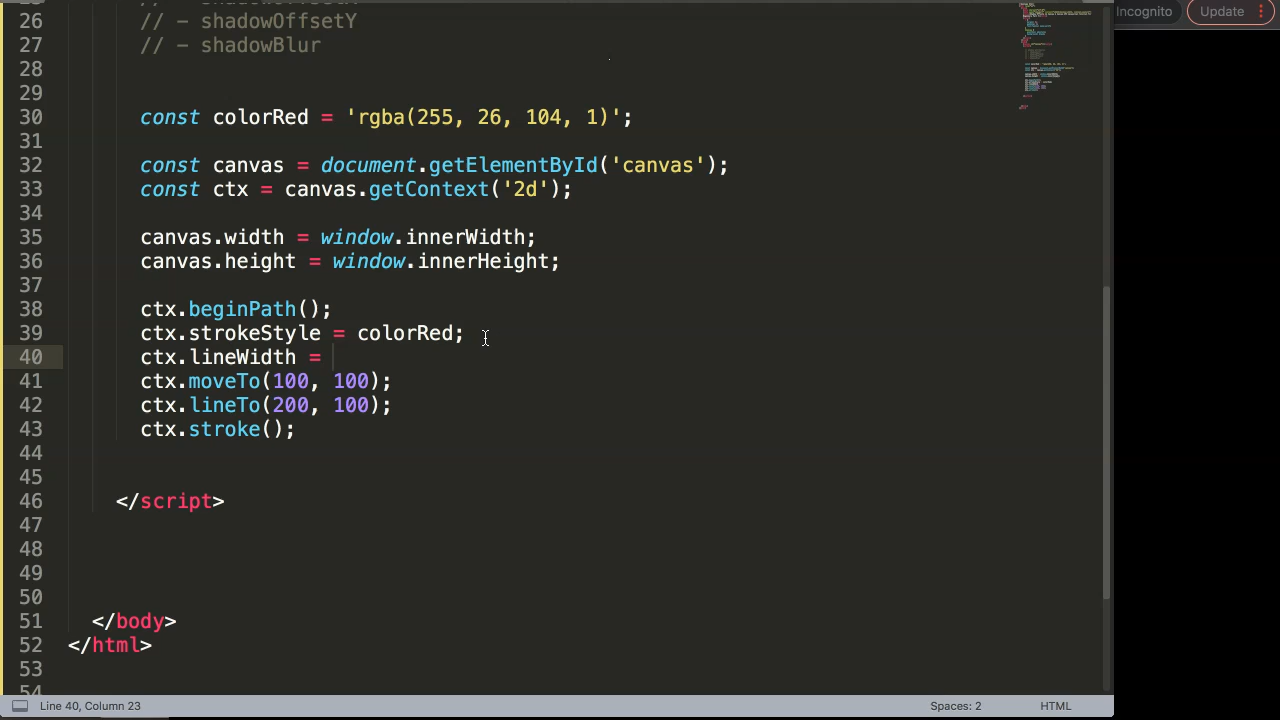 26 // - shadowOffsetY
27 // - shadowBlur
28
29
30 const colorRed = 'rgba(255, 26, 104, 1)';
31
32 const canvas = document.getElementById('canvas');
33 const ctx = canvas.getContext('2d');
34
35 canvas.width = window.innerWidth;
36 canvas.height = window.innerHeight;
37
38 ctx.beginPath();
39 ctx.strokeStyle = colorRed;
40 ctx.lineWidth =
41 ctx.moveTo(100, 100);
42 ctx.lineTo(200, 100);
43 ctx.stroke();
44
45
46 </script>
47
48
49
50
51 </body>
52 </html>
53
54
Incognito Update
Line 40, Column 23 Spaces: 2 HTML